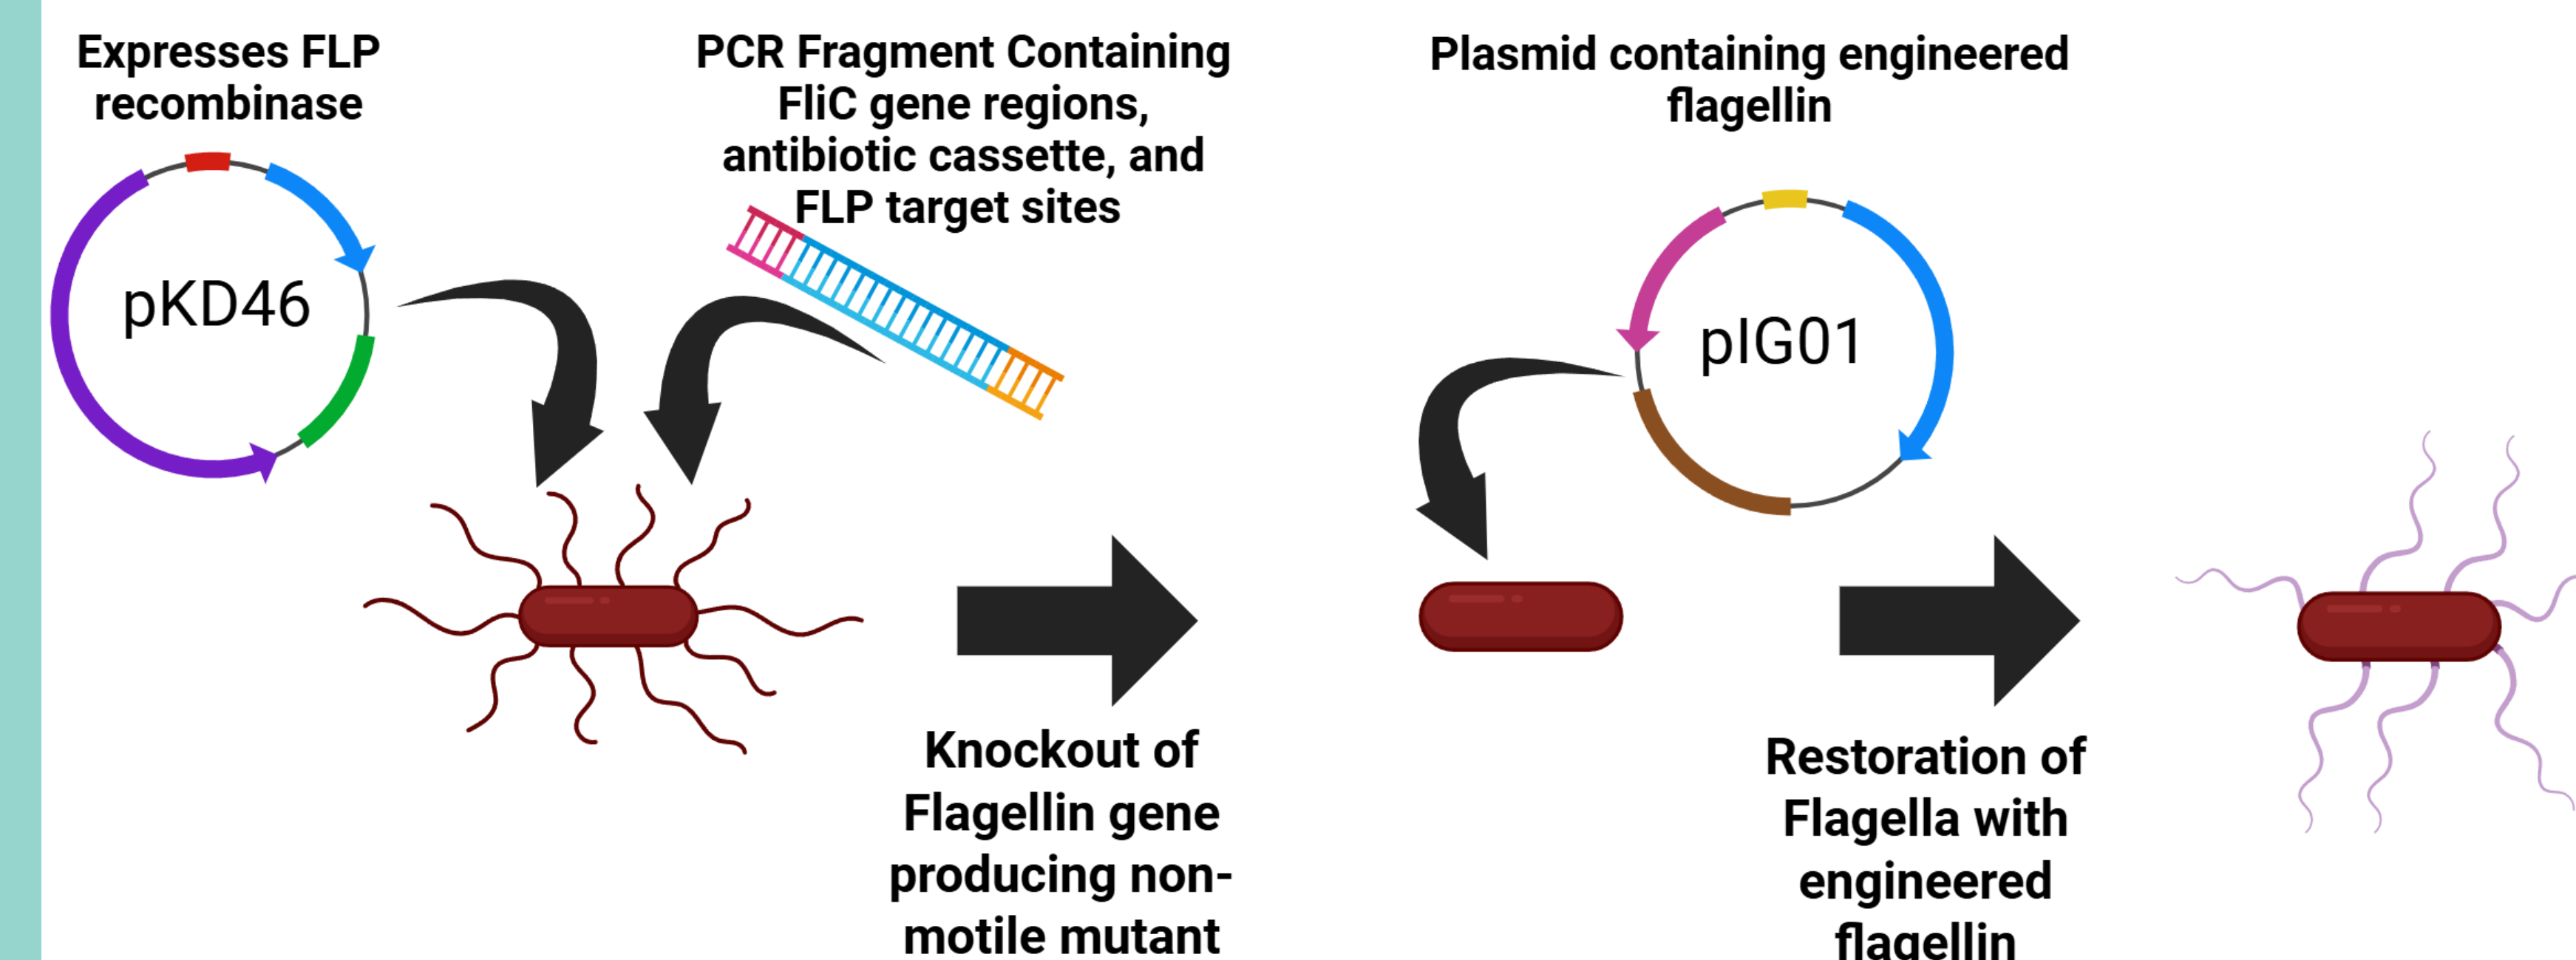 Expresses FLP
recombinase
pKD46
PCR Fragment Containing
FliC gene regions,
antibiotic cassette, and
FLP target sites
Knockout of
Flagellin gene
producing non-
motile mutant
Plasmid containing engineered
flagellin
pIG01
Restoration of
Flagella with
engineered
flagellin